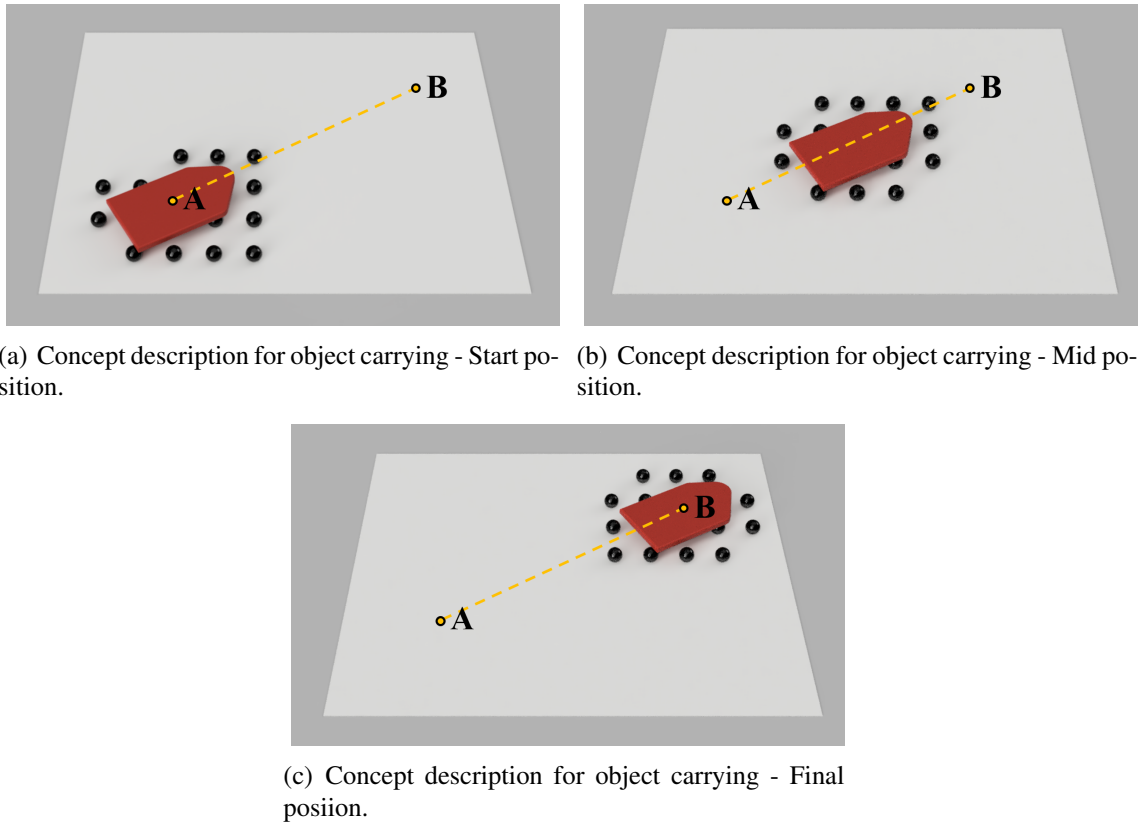 B
A
B
A
(a) Concept description for object carrying - Start po-
sition.
(b) Concept description for object carrying - Mid po-
sition.
B
A
(c) Concept description for object carrying - Final
posiion.